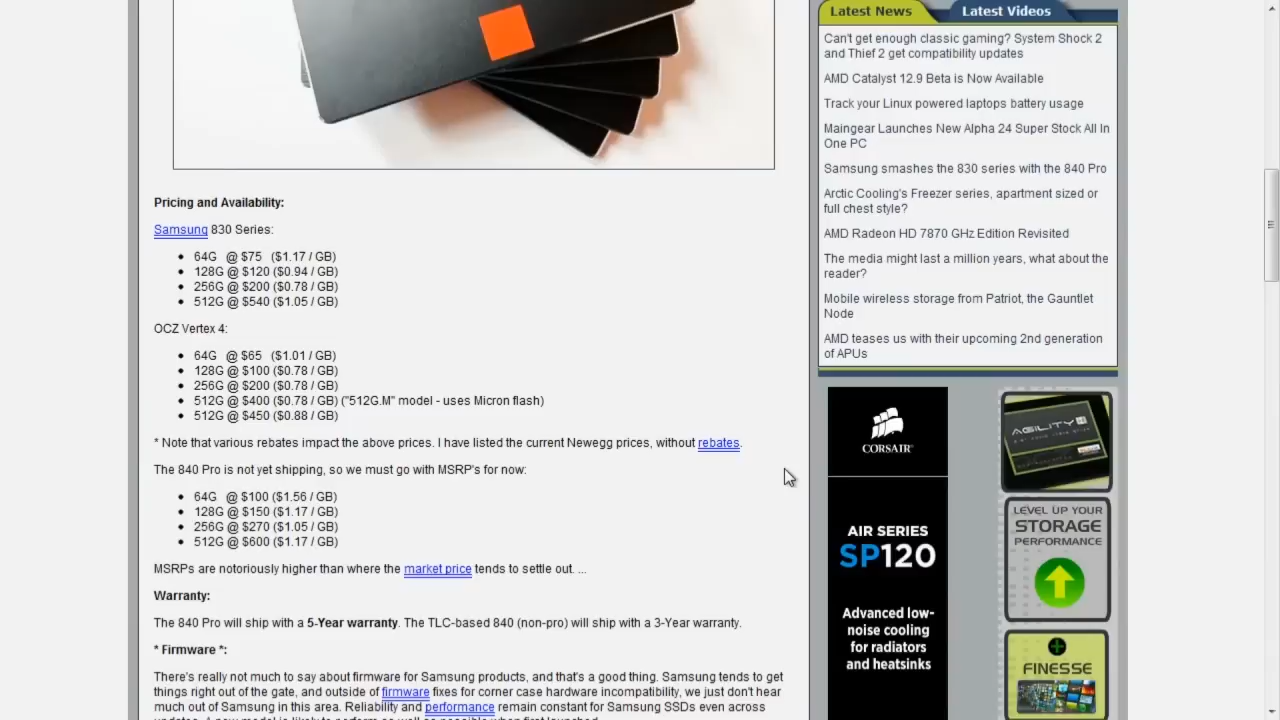 Latest News
Latest Videos
Can't get enough classic gaming? System Shock 2
and Thief 2 get compatibility updates
AMD Catalyst 12.9 Beta is Now Available
Track your Linux powered laptops battery usage
Maingear Launches New Alpha 24 Super Stock All In
One PC
Samsung smashes the 830 series with the 840 Pro
Arctic Cooling's Freezer series, apartment sized or
full chest style?
AMD Radeon HD 7870 GHz Edition Revisited
The media might last a million years, what about the
reader?
Mobile wireless storage from Patriot, the Gauntlet
Node
AMD teases us with their upcoming 2nd generation
of APUs
Pricing and Availability:
Samsung 830 Series:
64G @ $75 ($1.17 / GB)
128G @ $120 ($0.94 / GB)
256G @ $200 ($0.78 / GB)
512G @ $540 ($1.05 / GB)
OCZ Vertex 4:
64G @ $65 ($1.01 / GB)
128G @ $100 ($0.78 / GB)
256G @ $200 ($0.78 / GB)
512G @ $400 ($0.78 / GB) ("512G.M" model - uses Micron flash)
512G @ $450 ($0.88 / GB)
* Note that various rebates impact the above prices. I have listed the current Newegg prices, without rebates.
The 840 Pro is not yet shipping, so we must go with MSRP's for now:
64G @ $100 ($1.56 / GB)
128G @ $150 ($1.17 / GB)
256G @ $270 ($1.05 / GB)
512G @ $600 ($1.17 / GB)
MSRPs are notoriously higher than where the market price tends to settle out. ...
Warranty:
The 840 Pro will ship with a 5-Year warranty. The TLC-based 840 (non-pro) will ship with a 3-Year warranty.
* Firmware *:
There's really not much to say about firmware for Samsung products, and that's a good thing. Samsung tends to get
things right out of the gate, and outside of firmware fixes for corner case hardware incompatibility, we just don't hear
much out of Samsung in this area. Reliability and performance remain constant for Samsung SSDs even across
CORSAIR
AIR SERIES
SP120
Advanced low-
noise cooling
for radiators
and heatsinks
AGILITY
LEVEL UP YOUR
STORAGE
PERFORMANCE
FINESSE